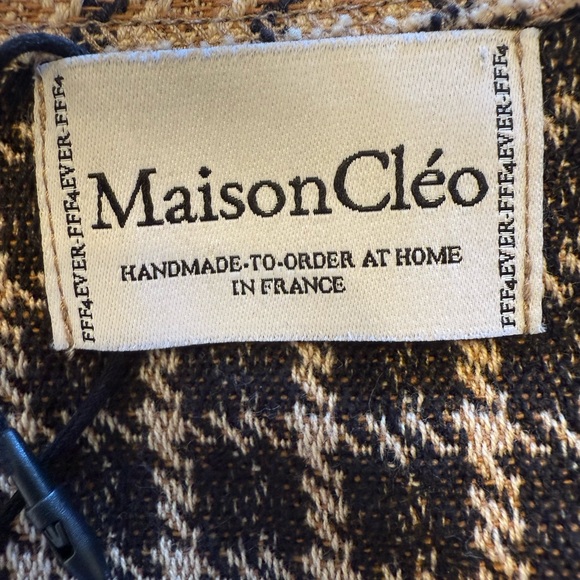 MaisonCléo
HANDMADE-TO-ORDER AT HOME
IN FRANCE
FFF4EVER-FFF4EVER-FFF4
FFF4EVER-FFF4EVER-FFF4